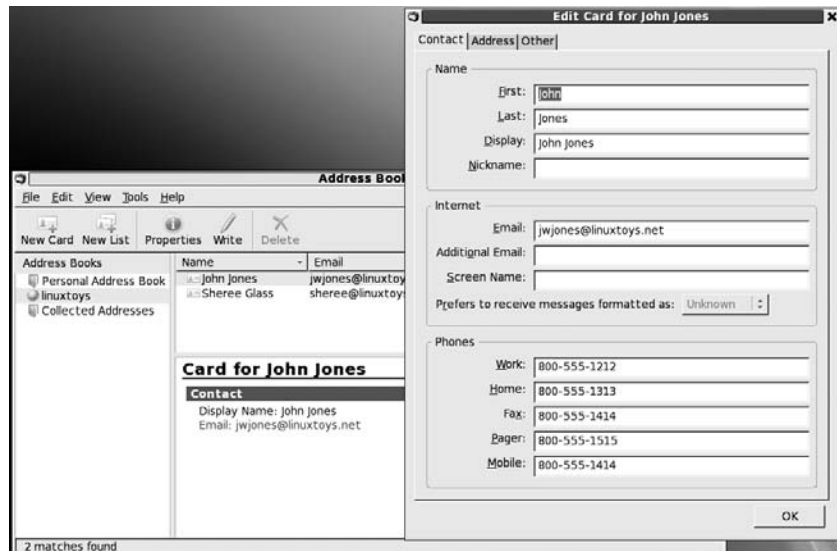 Edit Card for John Jones
Contact Address Other
Name
First: John
Last: Jones
Display: John Jones
Nickname:
Internet
Email: jwjones@linuxtoys.net
Additional Email:
Screen Name:
Prefers to receive messages formatted as: Unknown
Phones
Work: 800-555-1212
Home: 800-555-1313
Fax: 800-555-1414
Pager: 800-555-1515
Mobile: 800-555-1414
OK
Address Book
File Edit View Tools Help
New Card New List Properties Write Delete
Address Books
Personal Address Book
linuxtoys
Collected Addresses
Name Email
John Jones jwjones@linuxtoy
Sheree Glass sheree@linuxtoys
Card for John Jones
Contact
Display Name: John Jones
Email: jwjones@linuxtoys.net
2 matches found